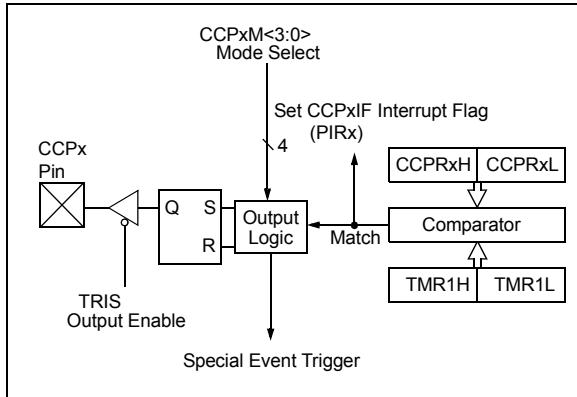 CCPxM<3:0>
Mode Select
Set CCPxIF Interrupt Flag
(PIRx)
4
CCPx
Pin
CCPRxH CCPRxL
Q S
R
Output
Logic
Match
Comparator
TMR1H TMR1L
TRIS
Output Enable
Special Event Trigger